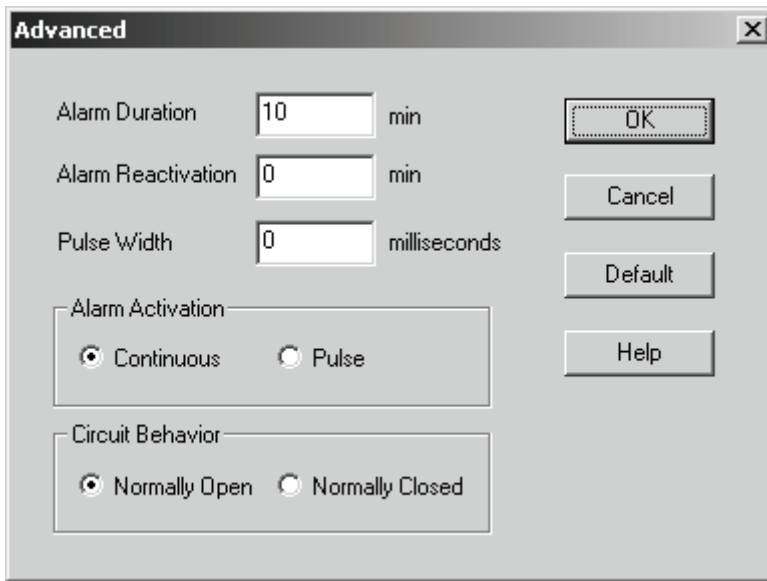 Advanced
Alarm Duration 10 min
OK
Alarm Reactivation 0 min
Cancel
Pulse Width 0 milliseconds
Default
Alarm Activation
Continuous Pulse
Help
Circuit Behavior
Normally Open Normally Closed